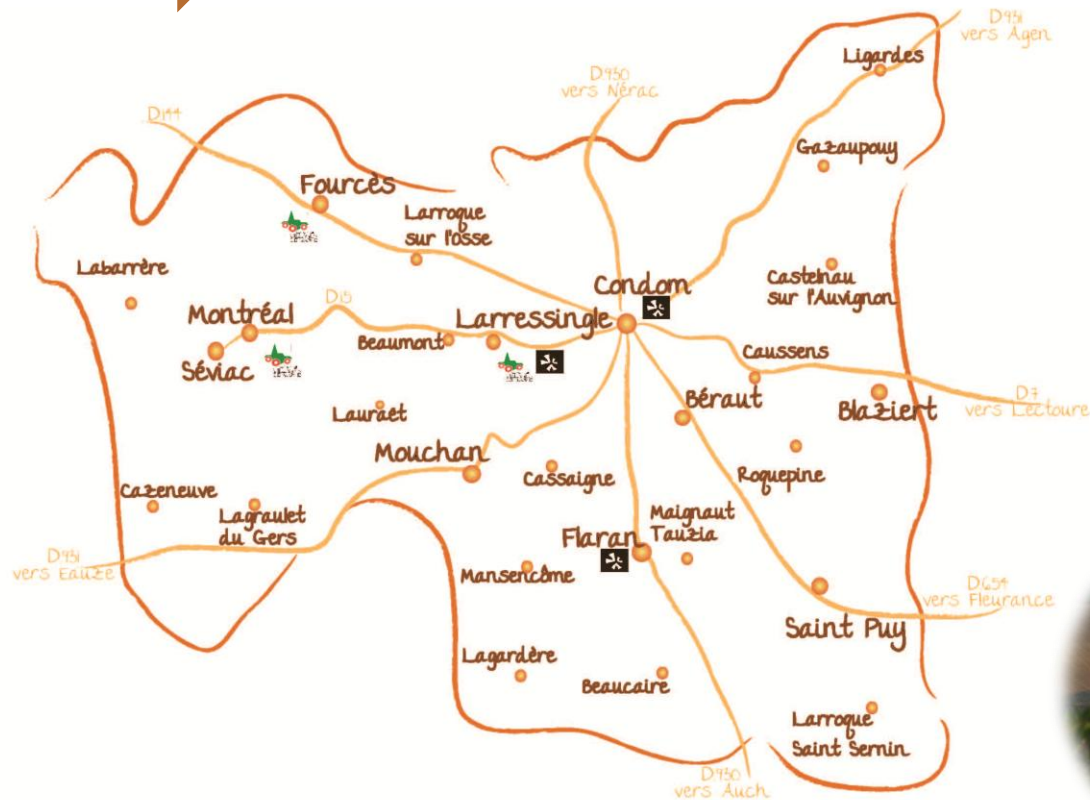 D931
vers Agen
Ligardes
D930
vers Nérac
D144
Gazaupouy
Fourcès
Larroque
sur l'Osse
Labarrère
Castelnau
sur l'Auvignon
Condom
Montréal
D15
Larressingle
Beaumont
Caussens
Séviac
Béraut
Blaziert
D7
vers Lectoure
Lauraët
Mouchan
Cassaigne
Roquepine
Cazeneuve
Lagraulet
du Gers
Maignaut
Tauzia
Flaran
D931
vers Eauze
Mansencôme
D654
vers Fleurance
Saint Puy
Lagardère
Beaucaire
Larroque
Saint Sernin
D930
vers Auch